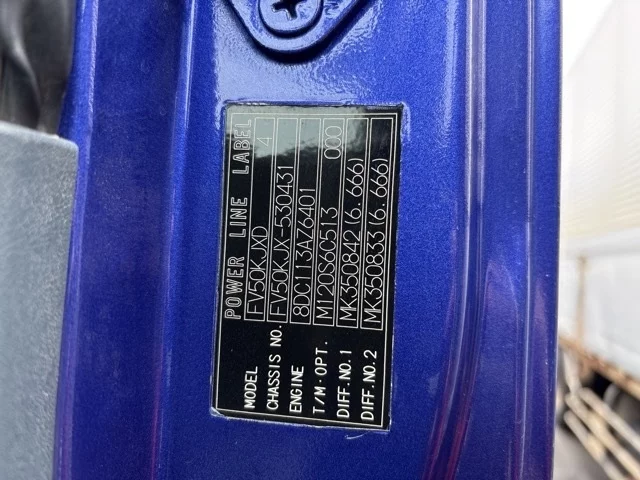 POWER LINE LABEL
MODEL FV50KJXD 4
CHASSIS NO. FV50KJX-530431
ENGINE 8DC113AZ6401
T/M·OPT. M120S6C513 000
DIFF.NO.1 MK350842(6.666)
DIFF.NO.2 MK350833(6.666)